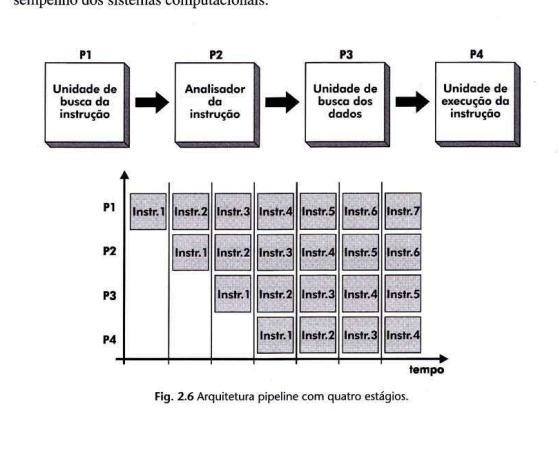 sempenho dos sistemas computacionais.
P1 P2 P3 P4
Unidade de busca da instrução
Analisador da instrução
Unidade de busca dos dados
Unidade de execução da instrução
P1 Instr.1 Instr.2 Instr.3 Instr.4 Instr.5 Instr.6 Instr.7
P2 Instr.1 Instr.2 Instr.3 Instr.4 Instr.5 Instr.6
P3 Instr.1 Instr.2 Instr.3 Instr.4 Instr.5
P4 Instr.1 Instr.2 Instr.3 Instr.4
tempo
Fig. 2.6 Arquitetura pipeline com quatro estágios.